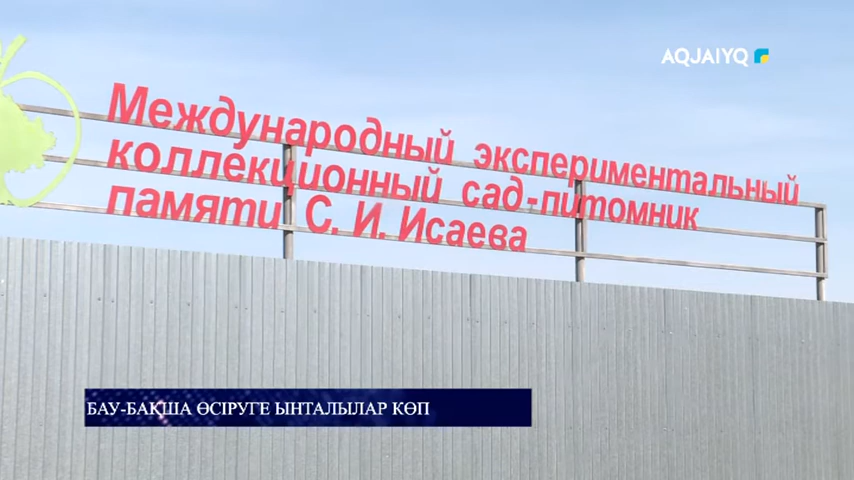 AQJAIYQ
Международный экспериментальный
коллекционный сад-питомник
памяти С. И. Исаева
БАУ-БАҚША ӨСІРУГЕ ЫНТАЛЫЛАР КӨП